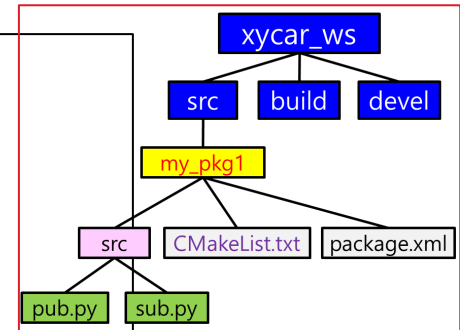 xycar_ws
src
build
devel
my_pkg1
src
CMakeList.txt
package.xml
pub.py
sub.py